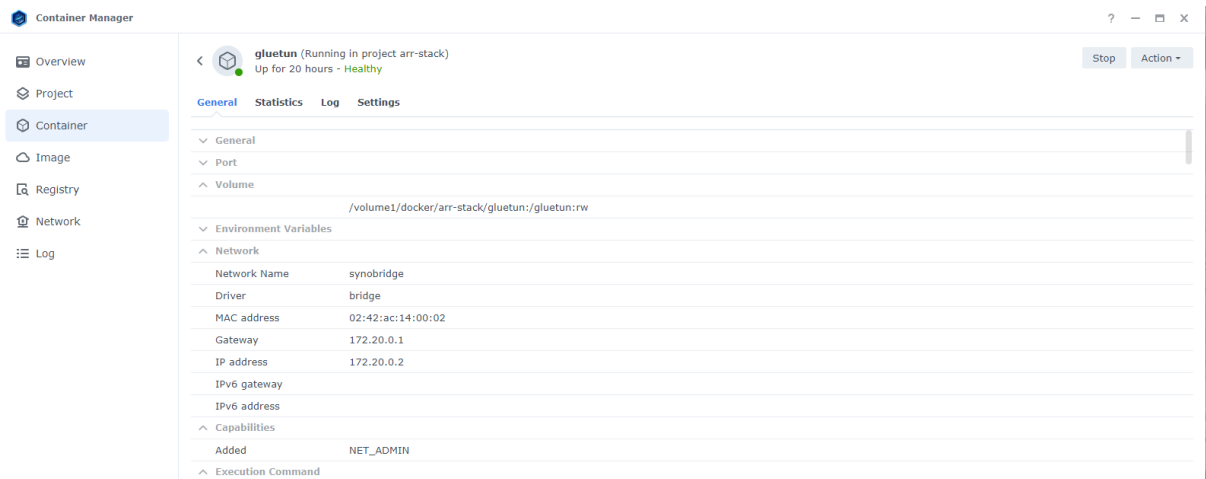 Container Manager
?
Overview
Project
Container
Image
Registry
Network
Log
gluetun (Running in project arr-stack)
Up for 20 hours - Healthy
Stop
Action
General Statistics Log Settings
General
Port
Volume
/volume1/docker/arr-stack/gluetun:/gluetun:rw
Environment Variables
Network
Network Name synobridge
Driver bridge
MAC address 02:42:ac:14:00:02
Gateway 172.20.0.1
IP address 172.20.0.2
IPv6 gateway
IPv6 address
Capabilities
Added NET_ADMIN
Execution Command